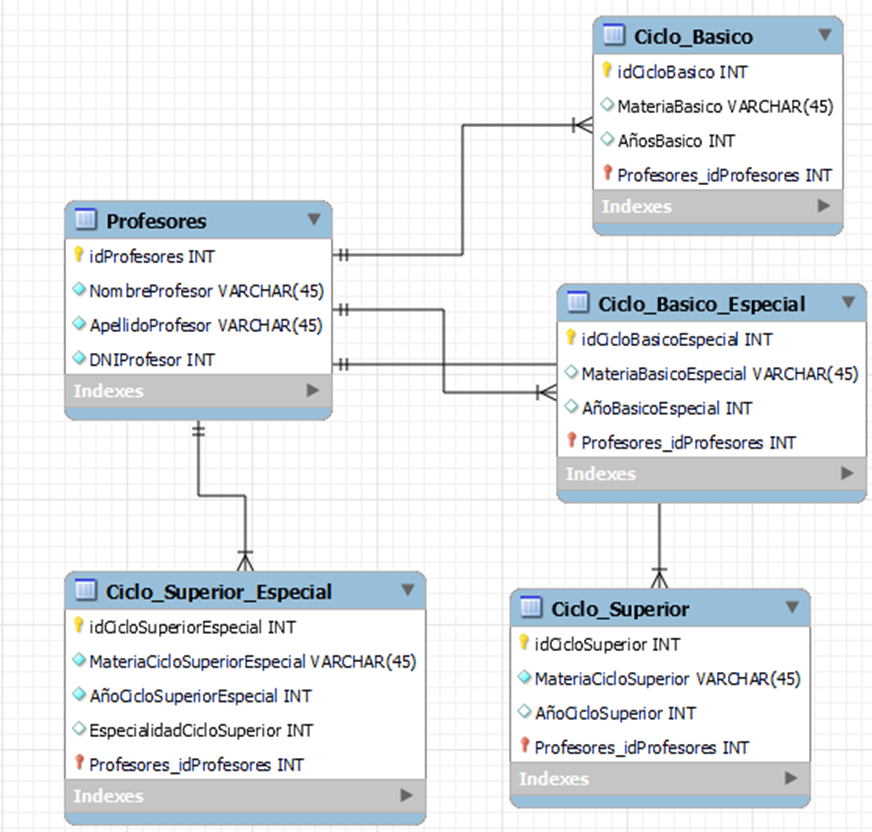 Ciclo_Basico
idCicloBasico INT
MateriaBasico VARCHAR(45)
AñosBasico INT
Profesores_idProfesores INT
Indexes
Profesores
idProfesores INT
NombreProfesor VARCHAR(45)
ApellidoProfesor VARCHAR(45)
DNIProfesor INT
Indexes
Ciclo_Basico_Especial
idCicloBasicoEspecial INT
MateriaBasicoEspecial VARCHAR(45)
AñoBasicoEspecial INT
Profesores_idProfesores INT
Indexes
Ciclo_Superior_Especial
idCicloSuperiorEspecial INT
MateriaCicloSuperiorEspecial VARCHAR(45)
AñoCicloSuperiorEspecial INT
EspecialidadCicloSuperior INT
Profesores_idProfesores INT
Indexes
Ciclo_Superior
idCicloSuperior INT
MateriaCicloSuperior VARCHAR(45)
AñoCicloSuperior INT
Profesores_idProfesores INT
Indexes